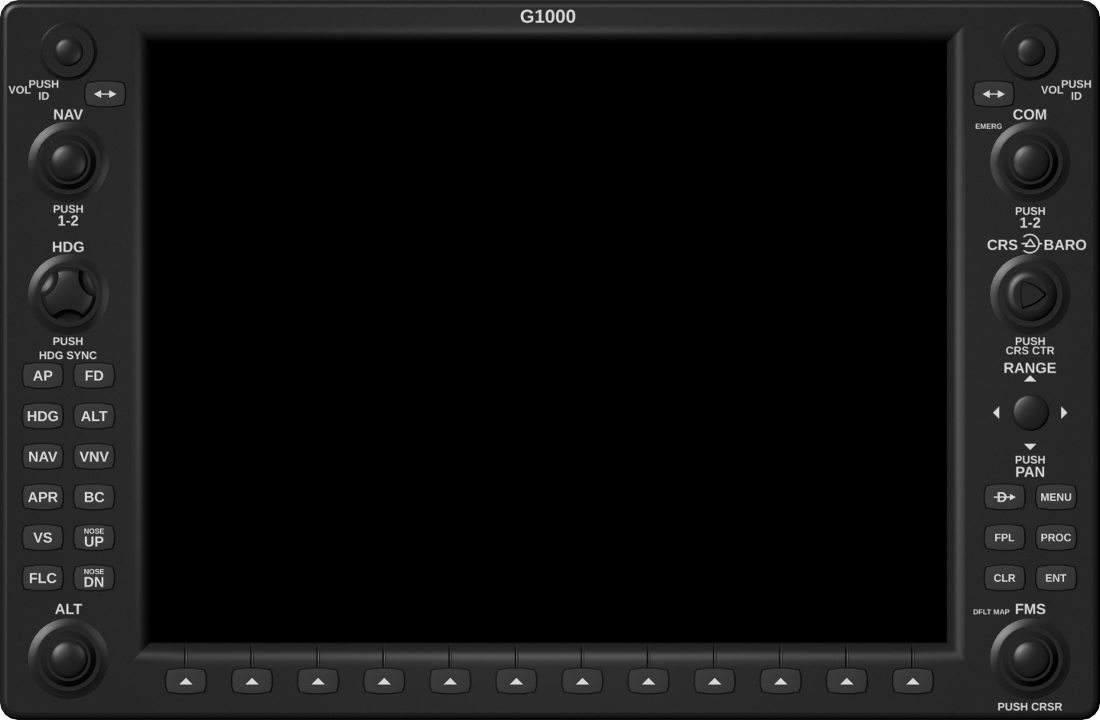 G1000
VOL PUSH
ID
NAV
PUSH
1-2
HDG
PUSH
HDG SYNC
AP FD
HDG ALT
NAV VNV
APR BC
VS NOSE UP
FLC NOSE DN
ALT
VOL PUSH
ID
COM
EMERG
PUSH
1-2
CRS BARO
PUSH
CRS CTR
RANGE
PUSH
PAN
D MENU
FPL PROC
CLR ENT
DFLT MAP FMS
PUSH CRSR